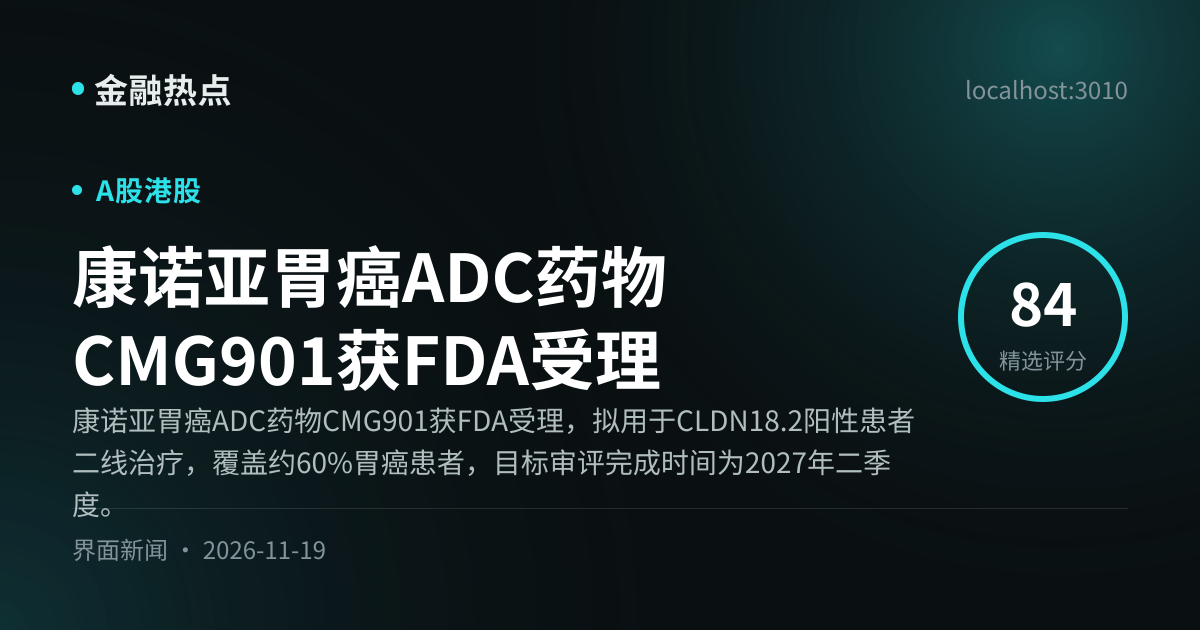 金融热点
localhost:3010
A股港股
康诺亚胃癌ADC药物
CMG901获FDA受理
84
精选评分
康诺亚胃癌ADC药物CMG901获FDA受理，拟用于CLDN18.2阳性患者
二线治疗，覆盖约60%胃癌患者，目标审评完成时间为2027年二季
度。
界面新闻 · 2026-11-19